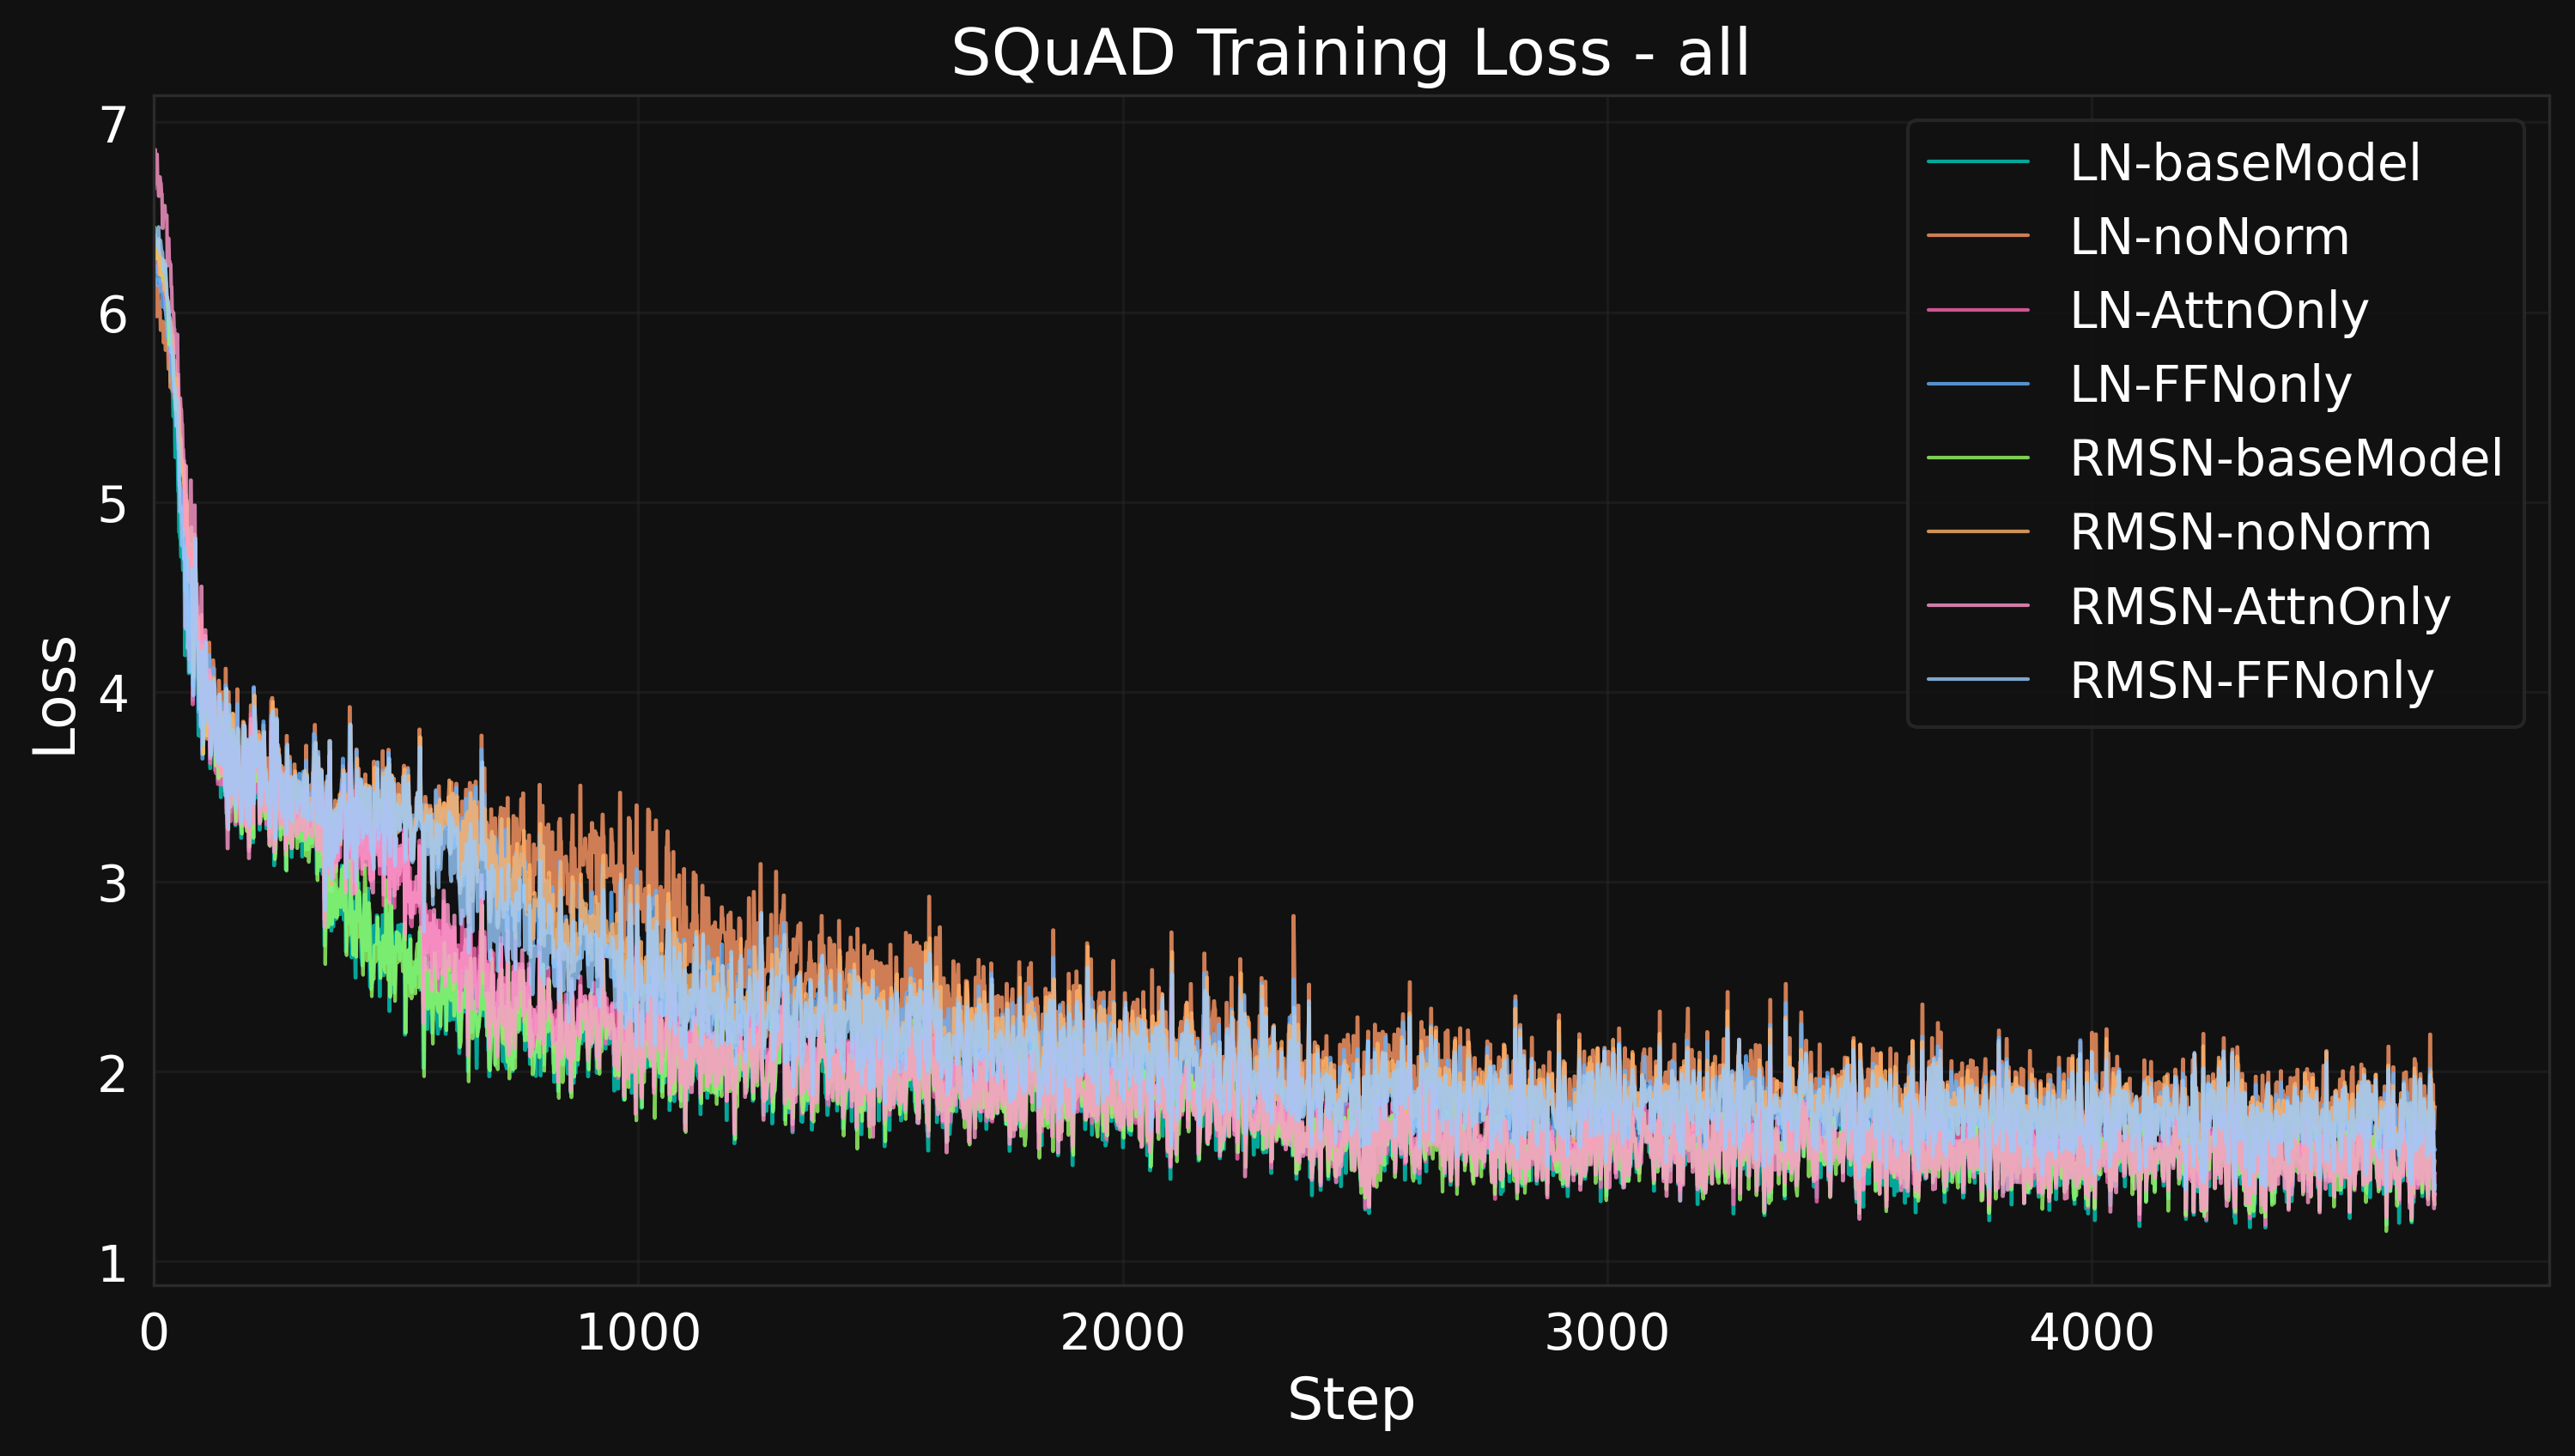 SQuAD Training Loss - all
7
6
5
4
3
2
1
Loss
LN-baseModel
LN-noNorm
LN-AttnOnly
LN-FFNonly
RMSN-baseModel
RMSN-noNorm
RMSN-AttnOnly
RMSN-FFNonly
0 1000 2000 3000 4000
Step